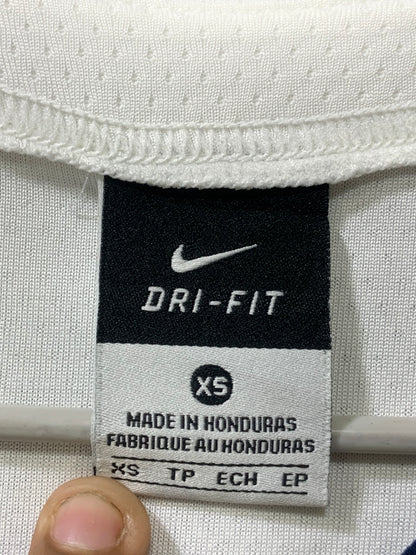 DRI-FIT
XS
MADE IN HONDURAS
FABRIQUE AU HONDURAS
XS TP ECH EP